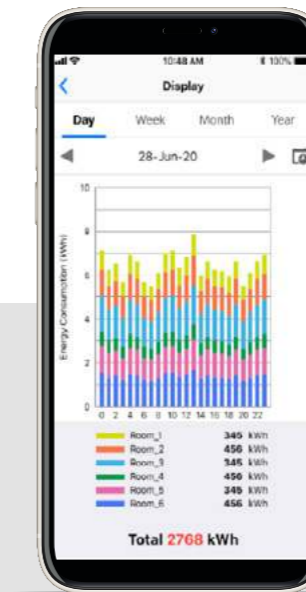 10:48 AM 100%
Display
Day Week Month Year
28-Jun-20
Energy Consumption (kWh)
10
8
6
4
2
0
0 2 4 6 8 10 12 14 16 18 20 22
Room_1 345 kWh
Room_2 456 kWh
Room_3 345 kWh
Room_4 456 kWh
Room_5 345 kWh
Room_6 456 kWh
Total 2768 kWh